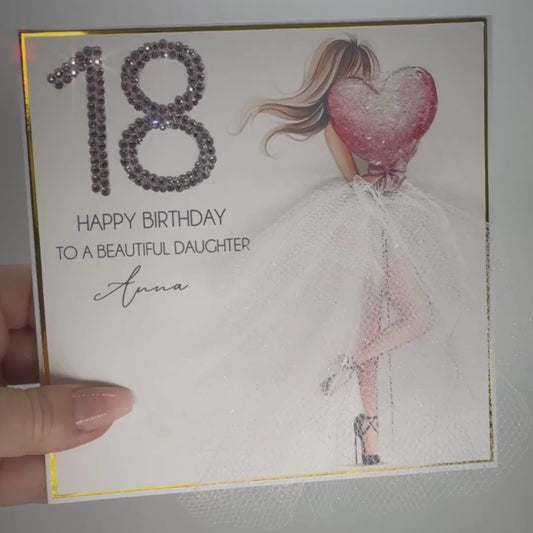 18
HAPPY BIRTHDAY
TO A BEAUTIFUL DAUGHTER
Anna